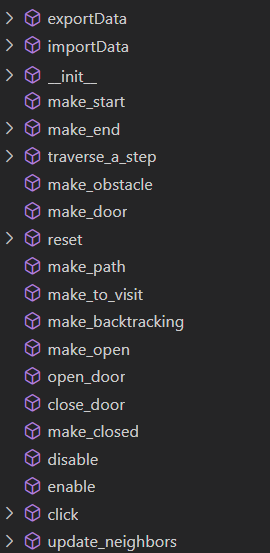 exportData
importData
__init__
make_start
make_end
traverse_a_step
make_obstacle
make_door
reset
make_path
make_to_visit
make_backtracking
make_open
open_door
close_door
make_closed
disable
enable
click
update_neighbors